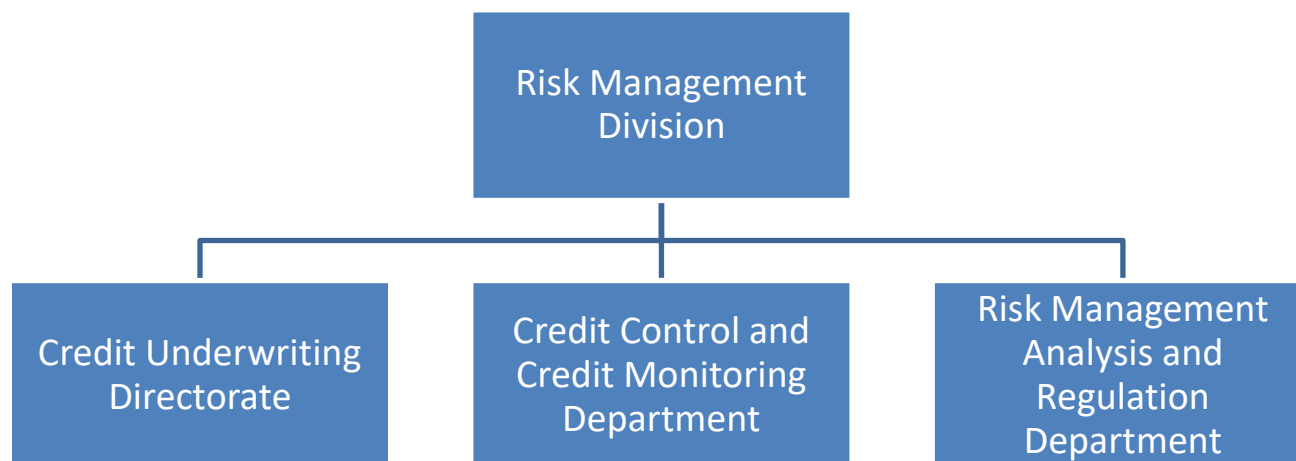 Risk Management
Division
Credit Underwriting
Directorate
Credit Control and
Credit Monitoring
Department
Risk Management
Analysis and
Regulation
Department